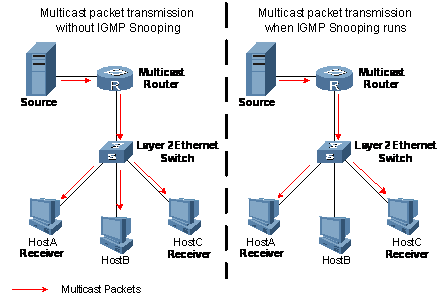 Multicast packet transmission
without IGMP Snooping
Multicast
Router
Source
R
Layer 2 Ethernet
Switch
S
HostA
Receiver
HostB
HostC
Receiver
Multicast packet transmission
when IGMP Snooping runs
Multicast
Router
Source
R
Layer 2 Ethernet
Switch
S
HostA
Receiver
HostB
HostC
Receiver
Multicast Packets